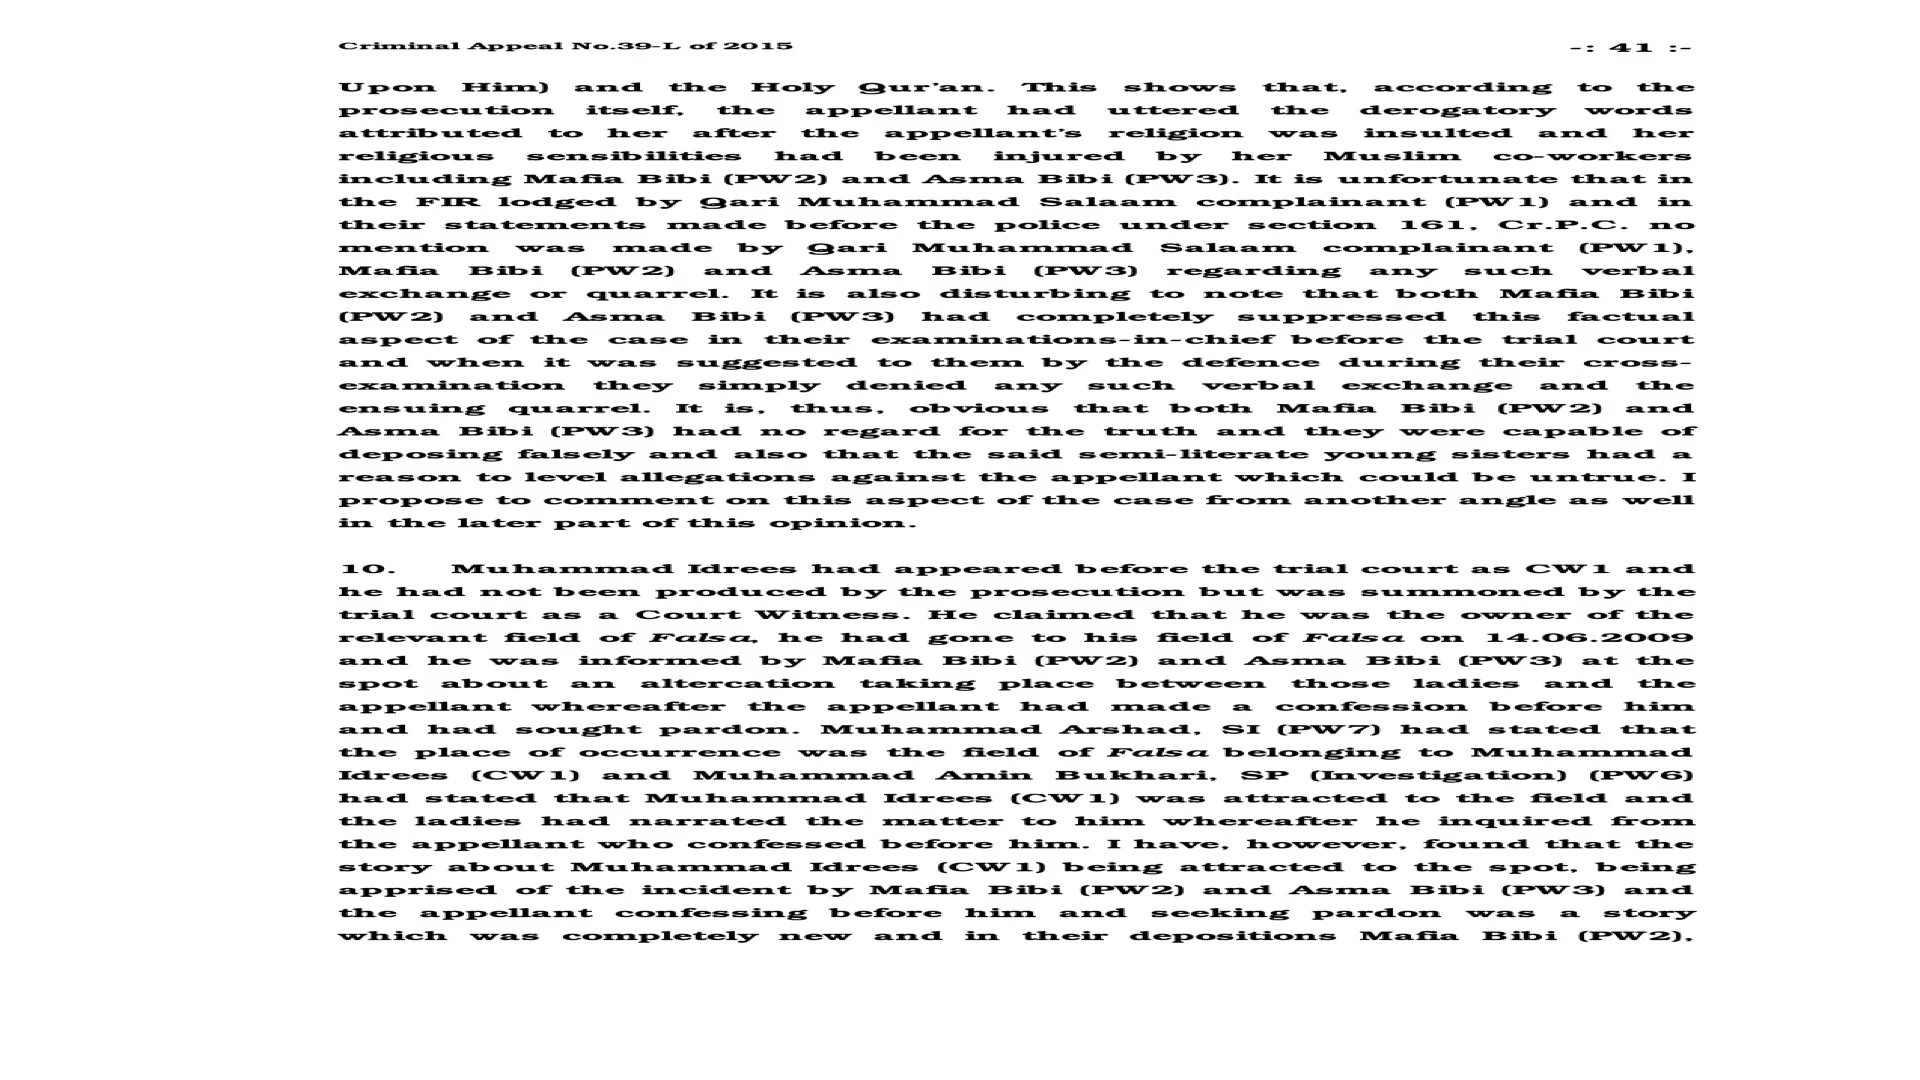 Criminal Appeal No.39-L of 2015 -: 41 :-
Upon Him) and the Holy Qur'an. This shows that, according to the
prosecution itself, the appellant had uttered the derogatory words
attributed to her after the appellant's religion was insulted and her
religious sensibilities had been injured by her Muslim co-workers
including Mafia Bibi (PW2) and Asma Bibi (PW3). It is unfortunate that in
the FIR lodged by Qari Muhammad Salaam complainant (PW1) and in
their statements made before the police under section 161, Cr.P.C. no
mention was made by Qari Muhammad Salaam complainant (PW1),
Mafia Bibi (PW2) and Asma Bibi (PW3) regarding any such verbal
exchange or quarrel. It is also disturbing to note that both Mafia Bibi
(PW2) and Asma Bibi (PW3) had completely suppressed this factual
aspect of the case in their examinations-in-chief before the trial court
and when it was suggested to them by the defence during their cross-
examination they simply denied any such verbal exchange and the
ensuing quarrel. It is, thus, obvious that both Mafia Bibi (PW2) and
Asma Bibi (PW3) had no regard for the truth and they were capable of
deposing falsely and also that the said semi-literate young sisters had a
reason to level allegations against the appellant which could be untrue. I
propose to comment on this aspect of the case from another angle as well
in the later part of this opinion.
10. Muhammad Idrees had appeared before the trial court as CW1 and
he had not been produced by the prosecution but was summoned by the
trial court as a Court Witness. He claimed that he was the owner of the
relevant field of Falsa, he had gone to his field of Falsa on 14.06.2009
and he was informed by Mafia Bibi (PW2) and Asma Bibi (PW3) at the
spot about an altercation taking place between those ladies and the
appellant whereafter the appellant had made a confession before him
and had sought pardon. Muhammad Arshad, SI (PW7) had stated that
the place of occurrence was the field of Falsa belonging to Muhammad
Idrees (CW1) and Muhammad Amin Bukhari, SP (Investigation) (PW6)
had stated that Muhammad Idrees (CW1) was attracted to the field and
the ladies had narrated the matter to him whereafter he inquired from
the appellant who confessed before him. I have, however, found that the
story about Muhammad Idrees (CW1) being attracted to the spot, being
apprised of the incident by Mafia Bibi (PW2) and Asma Bibi (PW3) and
the appellant confessing before him and seeking pardon was a story
which was completely new and in their depositions Mafia Bibi (PW2),